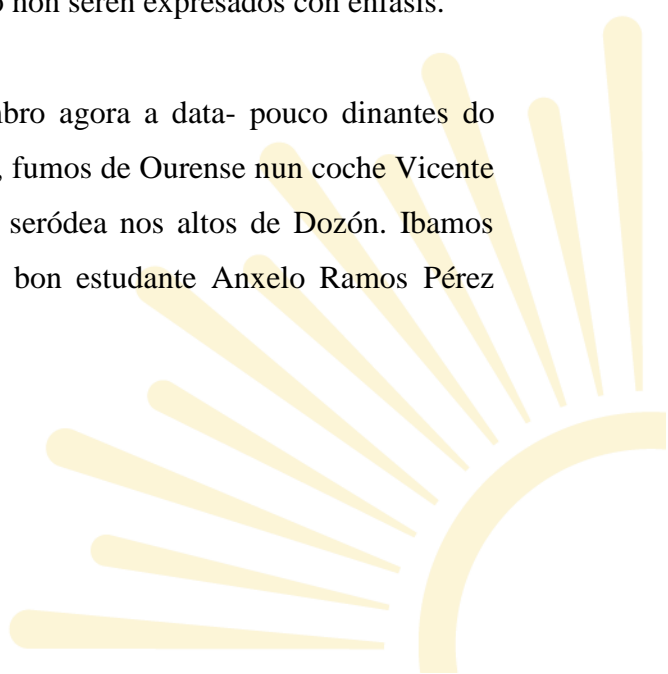 non seren expresados con énfasis.
agora a data- pouco dinantes do
fumos de Ourense nun coche Vicente
seródea nos altos de Dozón. Ibamos
bon estudante Anxelo Ramos Pérez